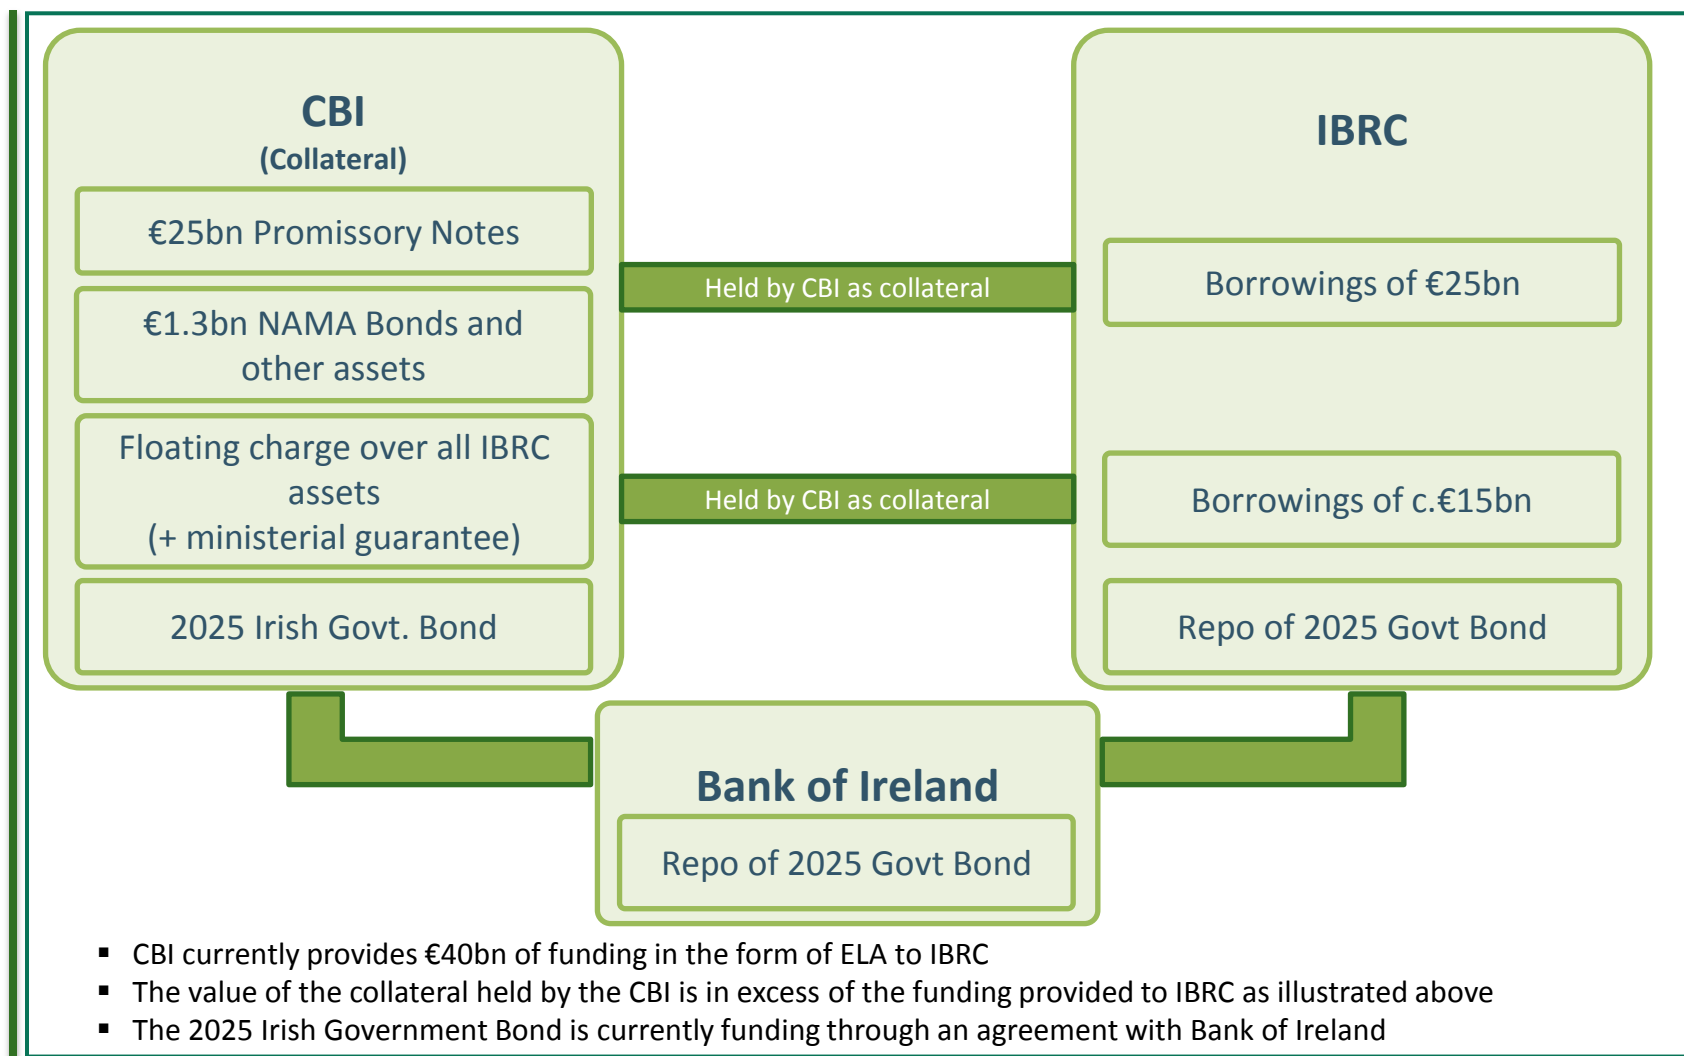 CBI
(Collateral)
€25bn Promissory Notes
€1.3bn NAMA Bonds and
other assets
Floating charge over all IBRC
assets
(+ ministerial guarantee)
2025 Irish Govt. Bond
Held by CBI as collateral
Held by CBI as collateral
IBRC
Borrowings of €25bn
Borrowings of c.€15bn
Repo of 2025 Govt Bond
Bank of Ireland
Repo of 2025 Govt Bond
▪ CBI currently provides €40bn of funding in the form of ELA to IBRC
▪ The value of the collateral held by the CBI is in excess of the funding provided to IBRC as illustrated above
▪ The 2025 Irish Government Bond is currently funding through an agreement with Bank of Ireland